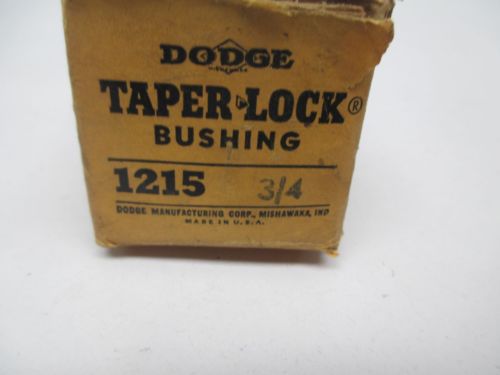 DODGE
TAPER-LOCK®
BUSHING
1215 3/4
DODGE MANUFACTURING CORP., MISHAWAKA, IND
MADE IN U.S.A.